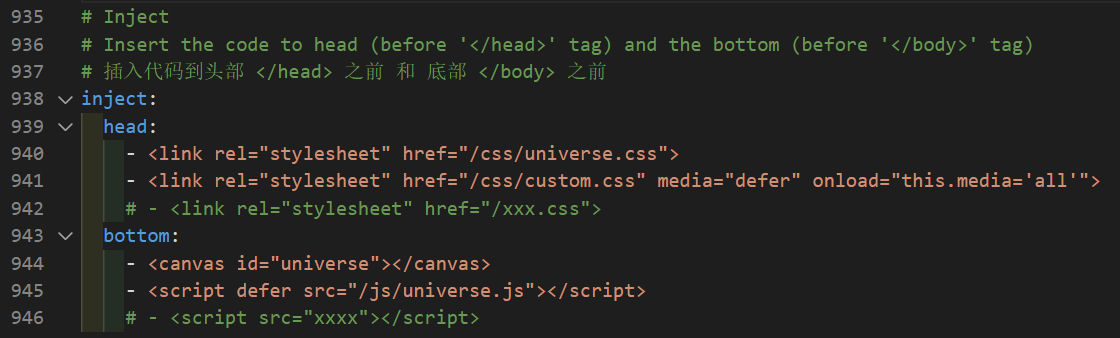 935 # Inject
936 # Insert the code to head (before '</head>' tag) and the bottom (before '</body>' tag)
937 # 插入代码到头部 </head> 之前 和 底部 </body> 之前
938 inject:
939 head:
940 - <link rel="stylesheet" href="/css/universe.css">
941 - <link rel="stylesheet" href="/css/custom.css" media="defer" onload="this.media='all'">
942 # - <link rel="stylesheet" href="/xxx.css">
943 bottom:
944 - <canvas id="universe"></canvas>
945 - <script defer src="/js/universe.js"></script>
946 # - <script src="xxxx"></script>